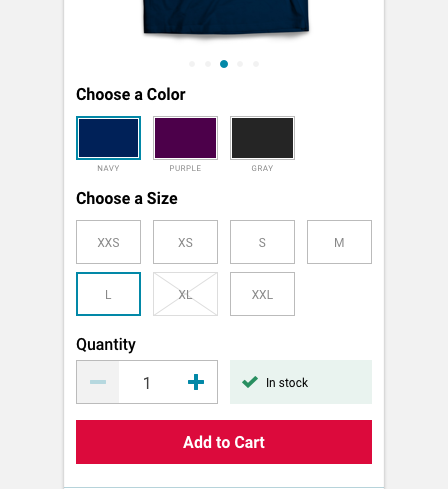 Choose a Color
NAVY PURPLE GRAY
Choose a Size
XXS XS S M
L XL XXL
Quantity
1 In stock
Add to Cart